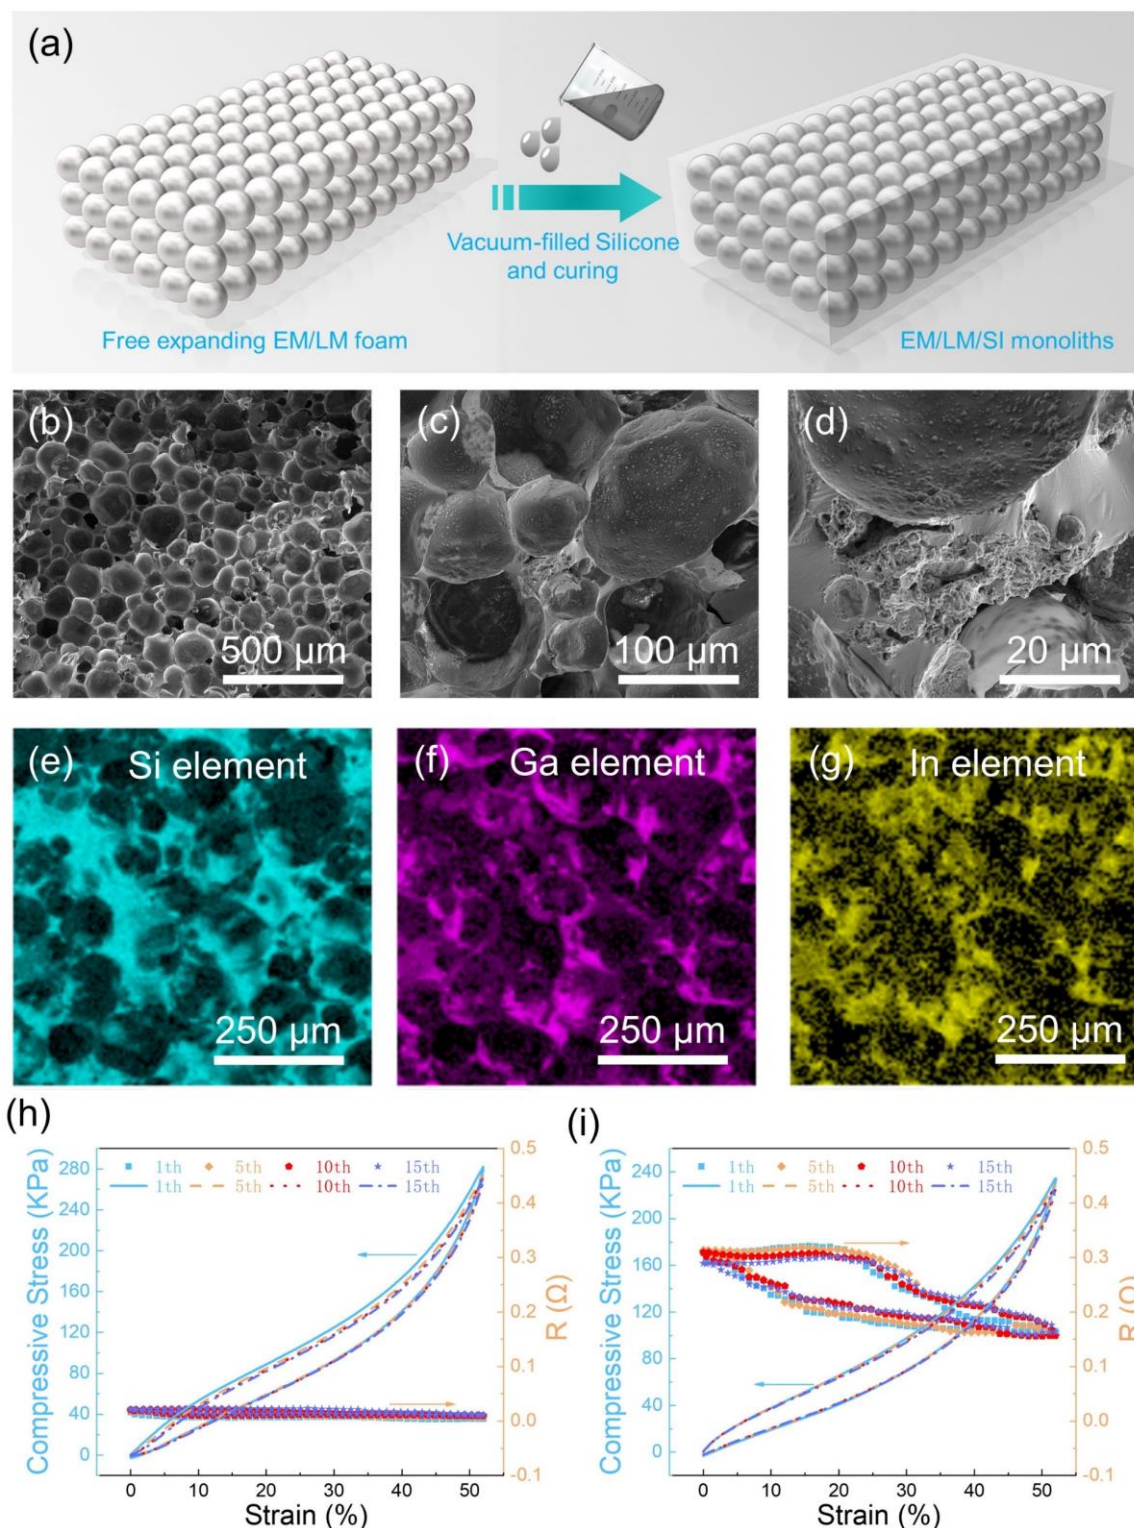 (a)
Vacuum-filled Silicone
and curing
Free expanding EM/LM foam
EM/LM/SI monoliths
(b)
500 μm
(c)
100 μm
(d)
20 μm
(e) Si element
250 μm
(f) Ga element
250 μm
(g) In element
250 μm
(h)
Compressive Stress (KPa)
280
240
200
160
120
80
40
0
1th 5th 10th 15th
1th 5th 10th 15th
0.5
0.4
0.3
0.2
0.1
0.0
-0.1
R (Ω)
0 10 20 30 40 50
Strain (%)
(i)
Compressive Stress (KPa)
240
200
160
120
80
40
0
1th 5th 10th 15th
1th 5th 10th 15th
0.5
0.4
0.3
0.2
0.1
0.0
-0.1
R (Ω)
0 10 20 30 40 50
Strain (%)